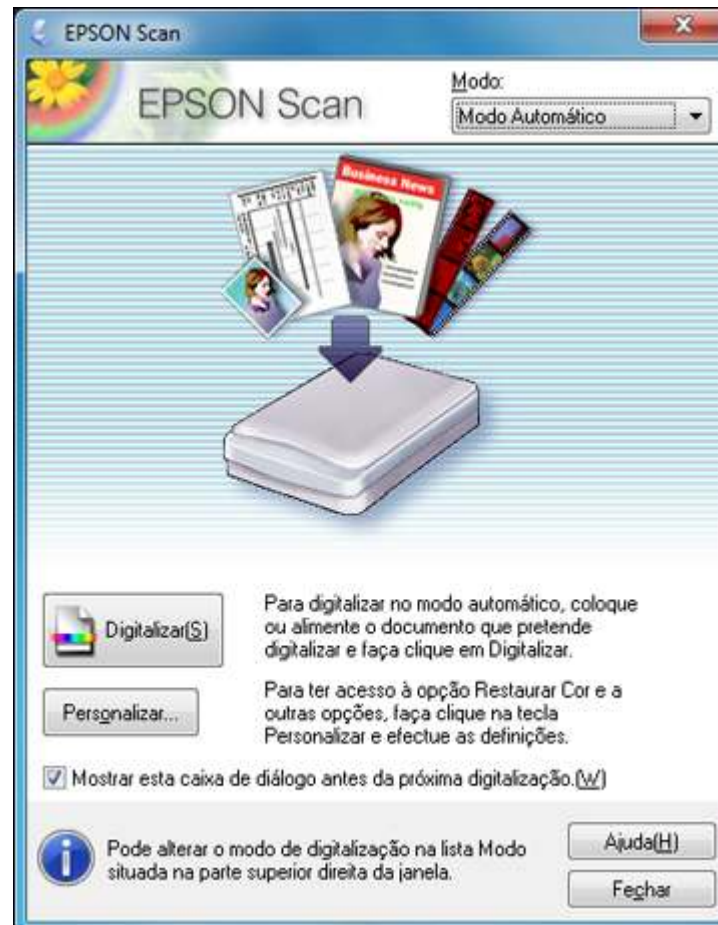 EPSON Scan
EPSON Scan
Modo:
Modo Automático
Business News
Digitalizar(S)
Para digitalizar no modo automático, coloque
ou alimente o documento que pretende
digitalizar e faça clique em Digitalizar.
Personalizar...
Para ter acesso à opção Restaurar Cor e a
outras opções, faça clique na tecla
Personalizar e efectue as definições.
Mostrar esta caixa de diálogo antes da próxima digitalização.(W)
Pode alterar o modo de digitalização na lista Modo
situada na parte superior direita da janela.
Ajuda(H)
Fechar